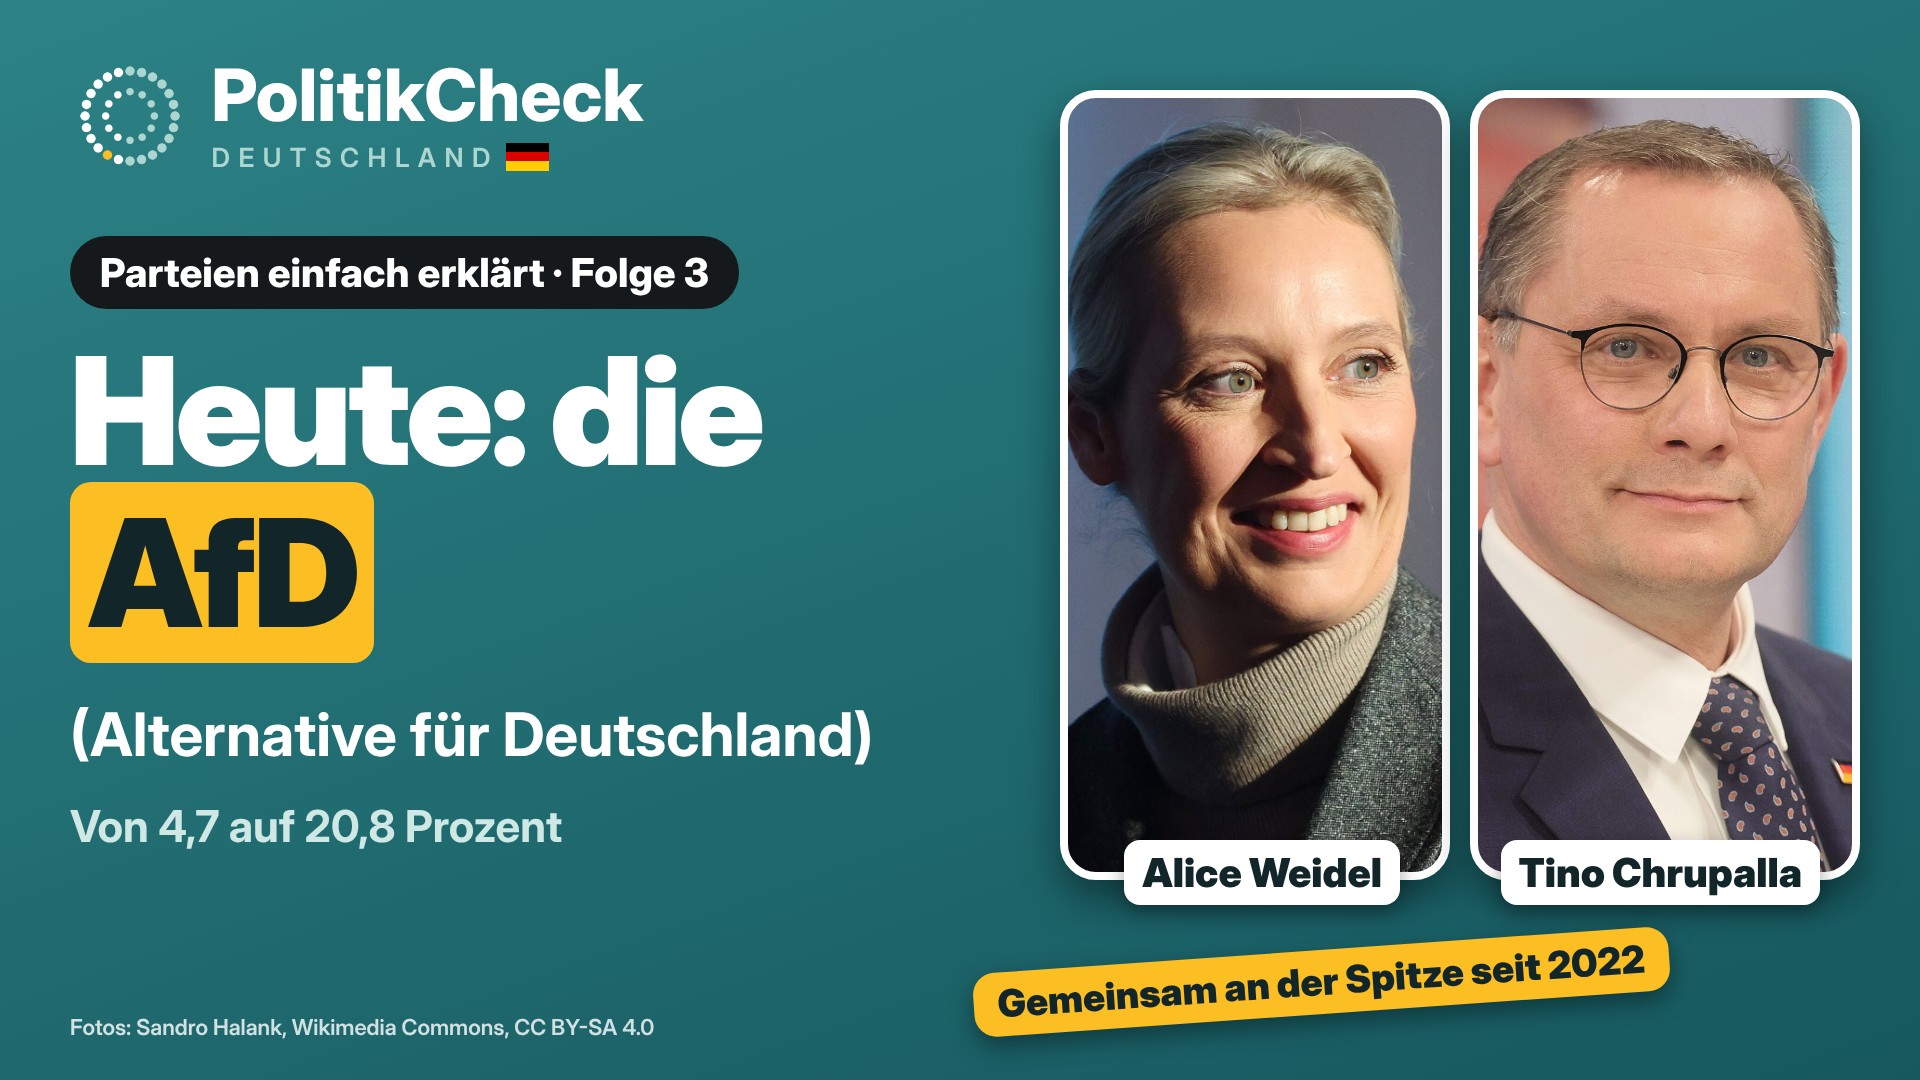 PolitikCheck
DEUTSCHLAND
Parteien einfach erklärt · Folge 3
Heute: die
AfD
(Alternative für Deutschland)
Von 4,7 auf 20,8 Prozent
Alice Weidel
Tino Chrupalla
Gemeinsam an der Spitze seit 2022
Fotos: Sandro Halank, Wikimedia Commons, CC BY-SA 4.0